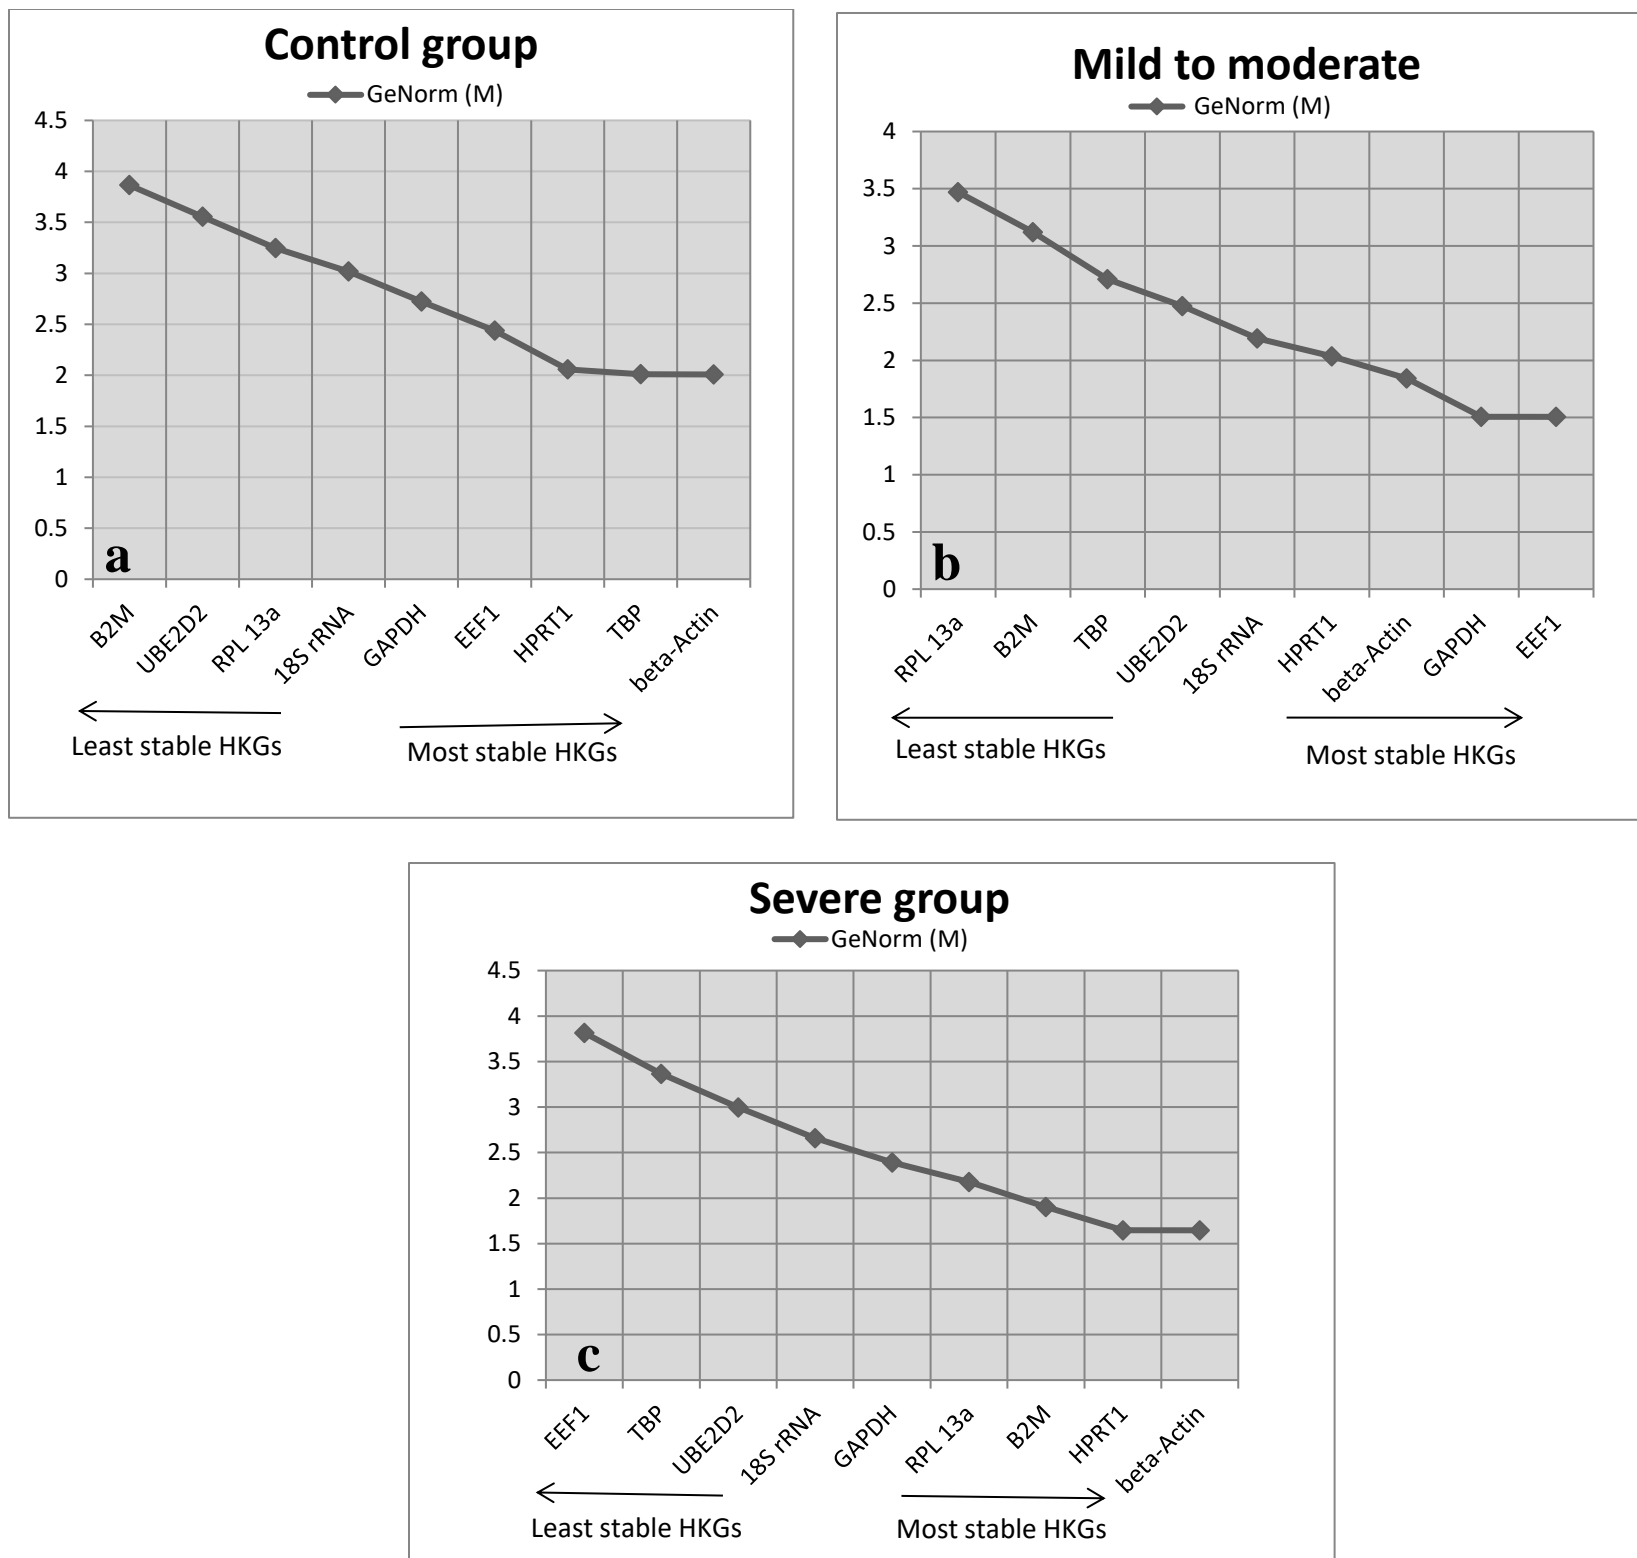 Control group
GeNorm (M)
4.5
4
3.5
3
2.5
2
1.5
1
0.5
0
a
B2M
UBE2D2
RPL 13a
18S rRNA
GAPDH
EEF1
HPRT1
TBP
beta-Actin
Least stable HKGs
Most stable HKGs
Mild to moderate
GeNorm (M)
4
3.5
3
2.5
2
1.5
1
0.5
0
b
RPL 13a
B2M
TBP
UBE2D2
18S rRNA
HPRT1
beta-Actin
GAPDH
EEF1
Least stable HKGs
Most stable HKGs
Severe group
GeNorm (M)
4.5
4
3.5
3
2.5
2
1.5
1
0.5
0
c
EEF1
TBP
UBE2D2
18S rRNA
GAPDH
RPL 13a
B2M
HPRT1
beta-Actin
Least stable HKGs
Most stable HKGs